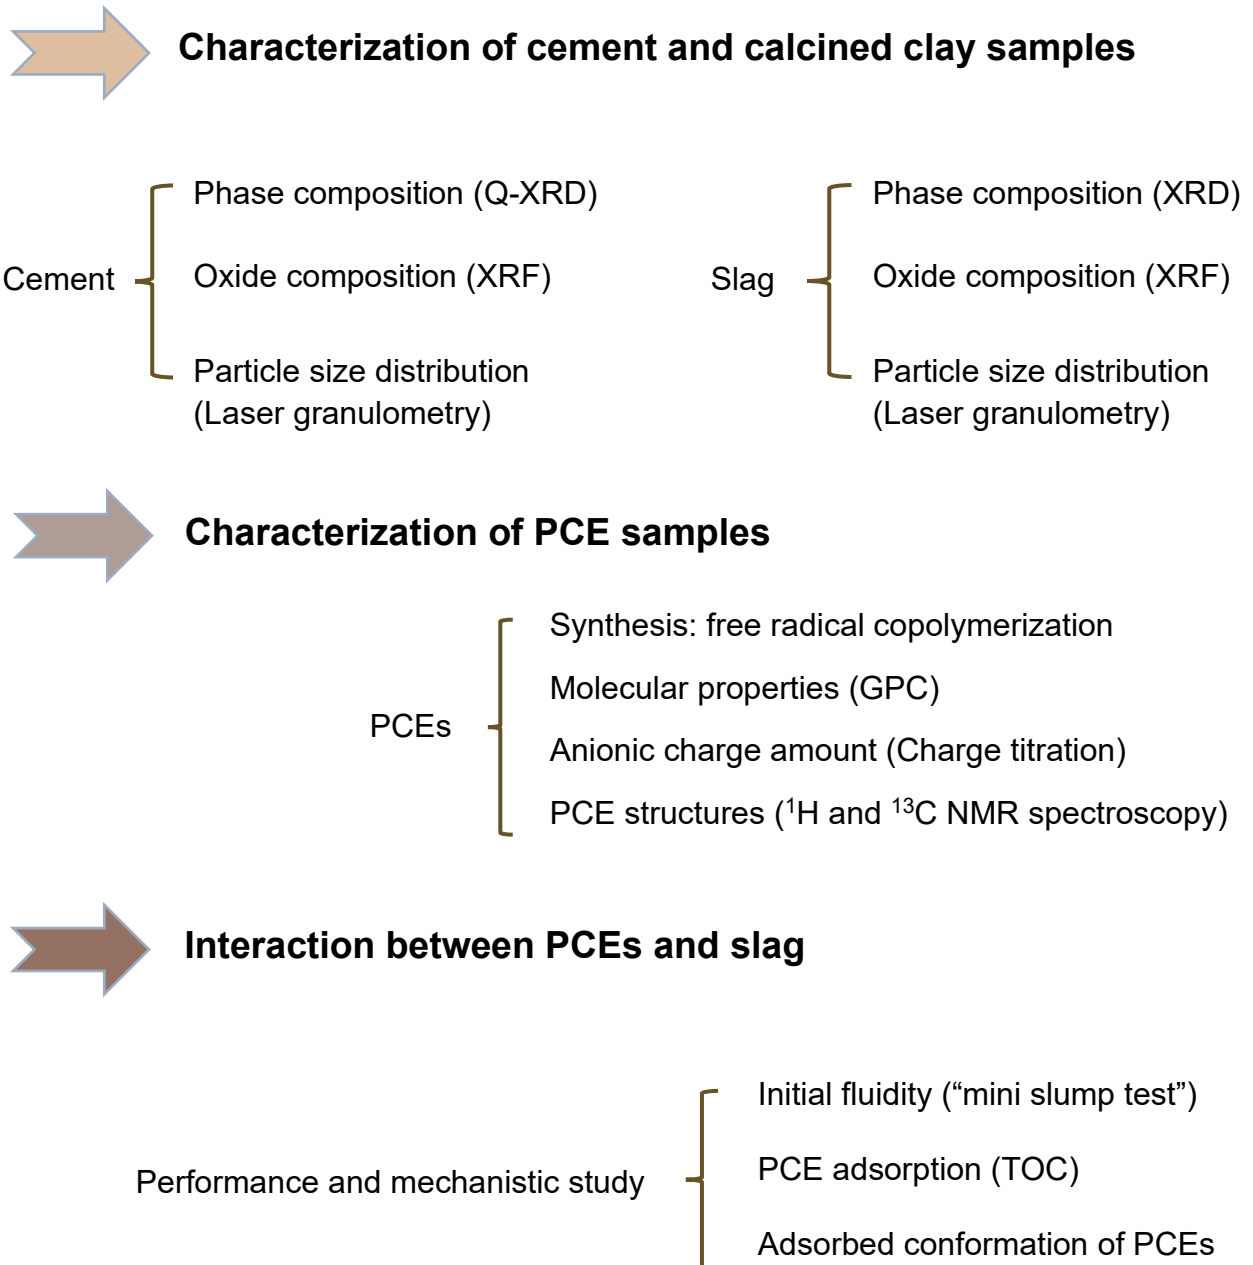 Characterization of cement and calcined clay samples
Cement
Phase composition (Q-XRD)
Oxide composition (XRF)
Particle size distribution
(Laser granulometry)
Slag
Phase composition (XRD)
Oxide composition (XRF)
Particle size distribution
(Laser granulometry)
Characterization of PCE samples
PCEs
Synthesis: free radical copolymerization
Molecular properties (GPC)
Anionic charge amount (Charge titration)
PCE structures (¹H and ¹³C NMR spectroscopy)
Interaction between PCEs and slag
Performance and mechanistic study
Initial fluidity (“mini slump test”)
PCE adsorption (TOC)
Adsorbed conformation of PCEs